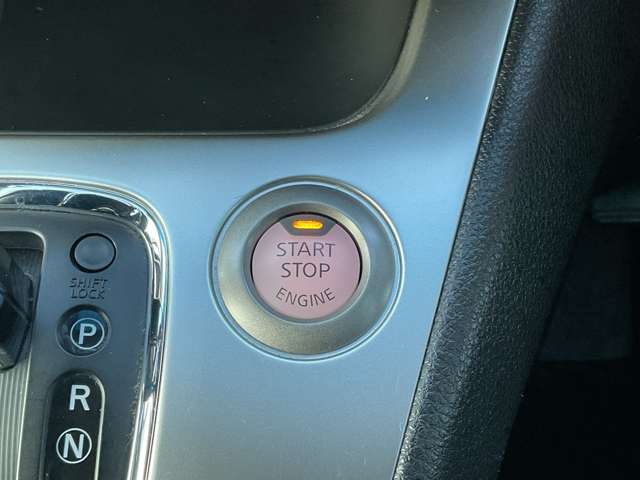 START
STOP
ENGINE
SHIFT
LOCK
P
R
N